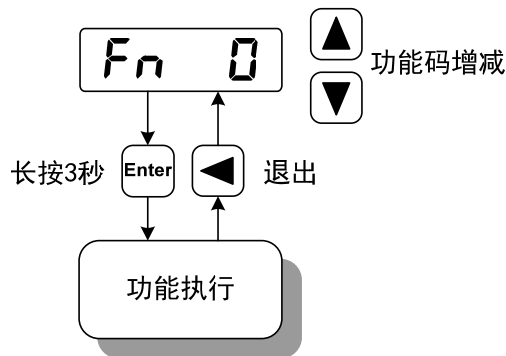 Fn 0
功能码增减
长按3秒
Enter
退出
功能执行